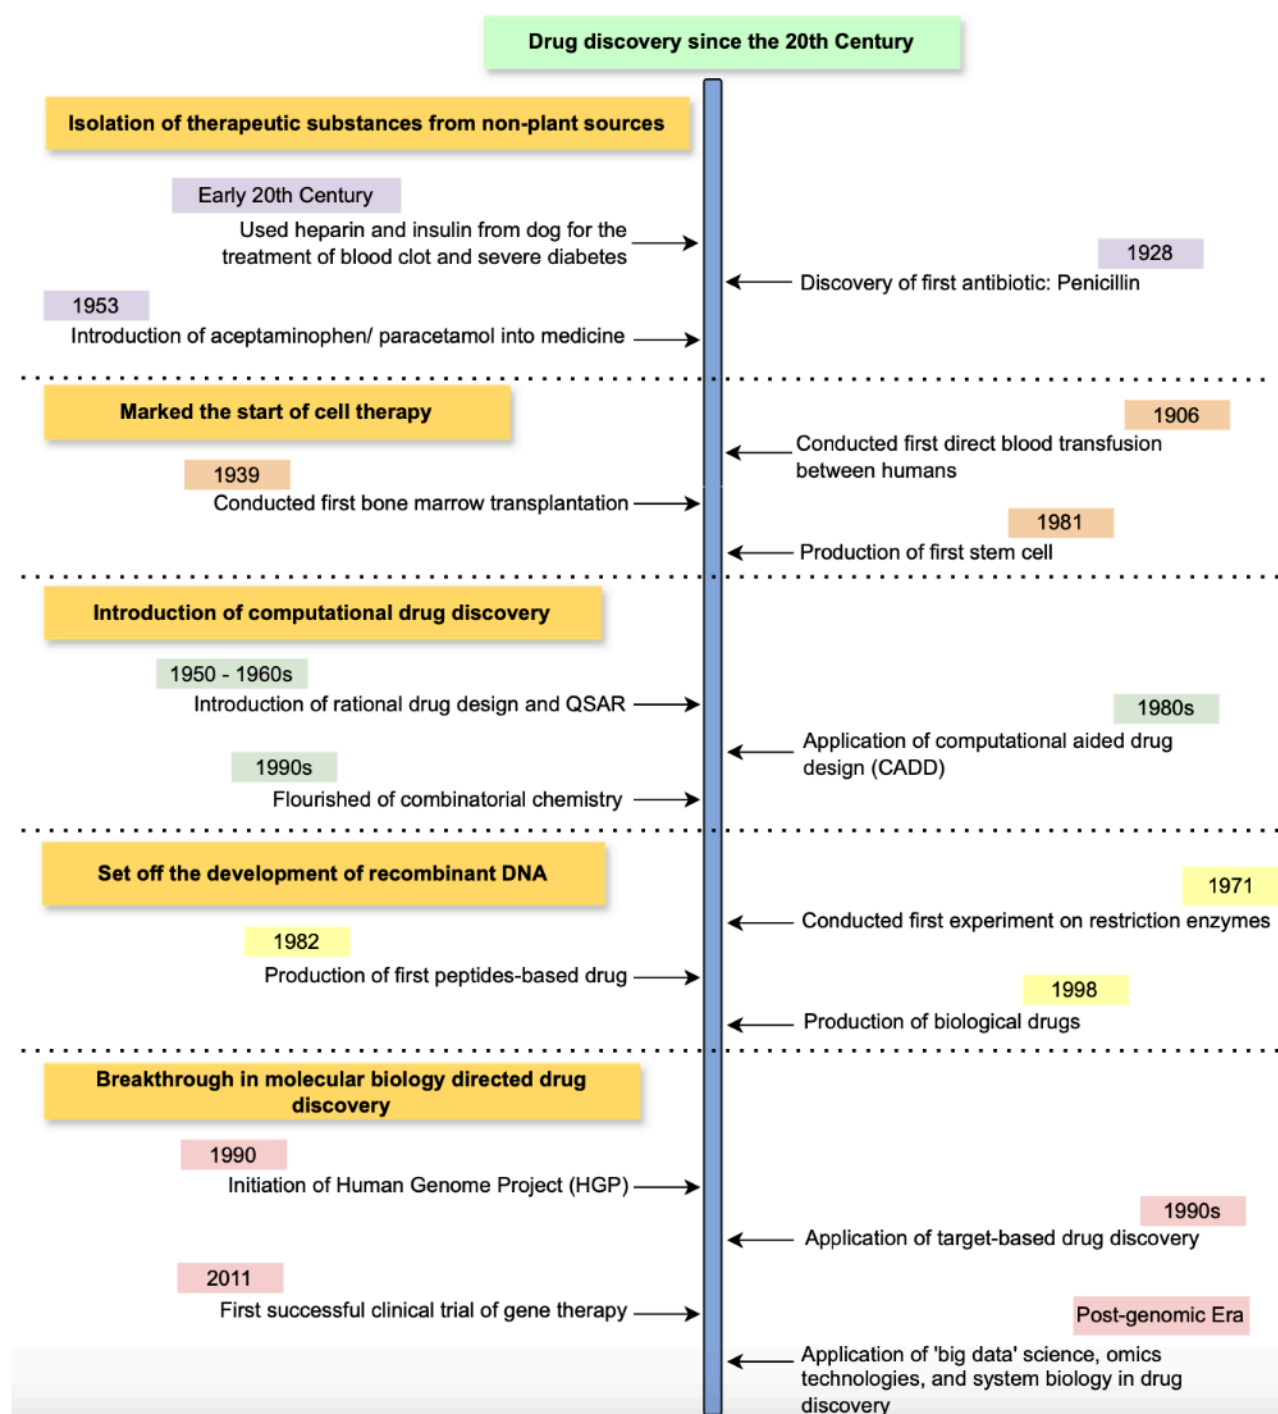 Drug discovery since the 20th Century
Isolation of therapeutic substances from non-plant sources
Early 20th Century
Used heparin and insulin from dog for the
treatment of blood clot and severe diabetes
1928
Discovery of first antibiotic: Penicillin
1953
Introduction of aceptaminophen/ paracetamol into medicine
Marked the start of cell therapy
1906
Conducted first direct blood transfusion
between humans
1939
Conducted first bone marrow transplantation
1981
Production of first stem cell
Introduction of computational drug discovery
1950 - 1960s
Introduction of rational drug design and QSAR
1980s
Application of computational aided drug
design (CADD)
1990s
Flourished of combinatorial chemistry
Set off the development of recombinant DNA
1971
Conducted first experiment on restriction enzymes
1982
Production of first peptides-based drug
1998
Production of biological drugs
Breakthrough in molecular biology directed drug
discovery
1990
Initiation of Human Genome Project (HGP)
1990s
Application of target-based drug discovery
2011
First successful clinical trial of gene therapy
Post-genomic Era
Application of 'big data' science, omics
technologies, and system biology in drug
discovery